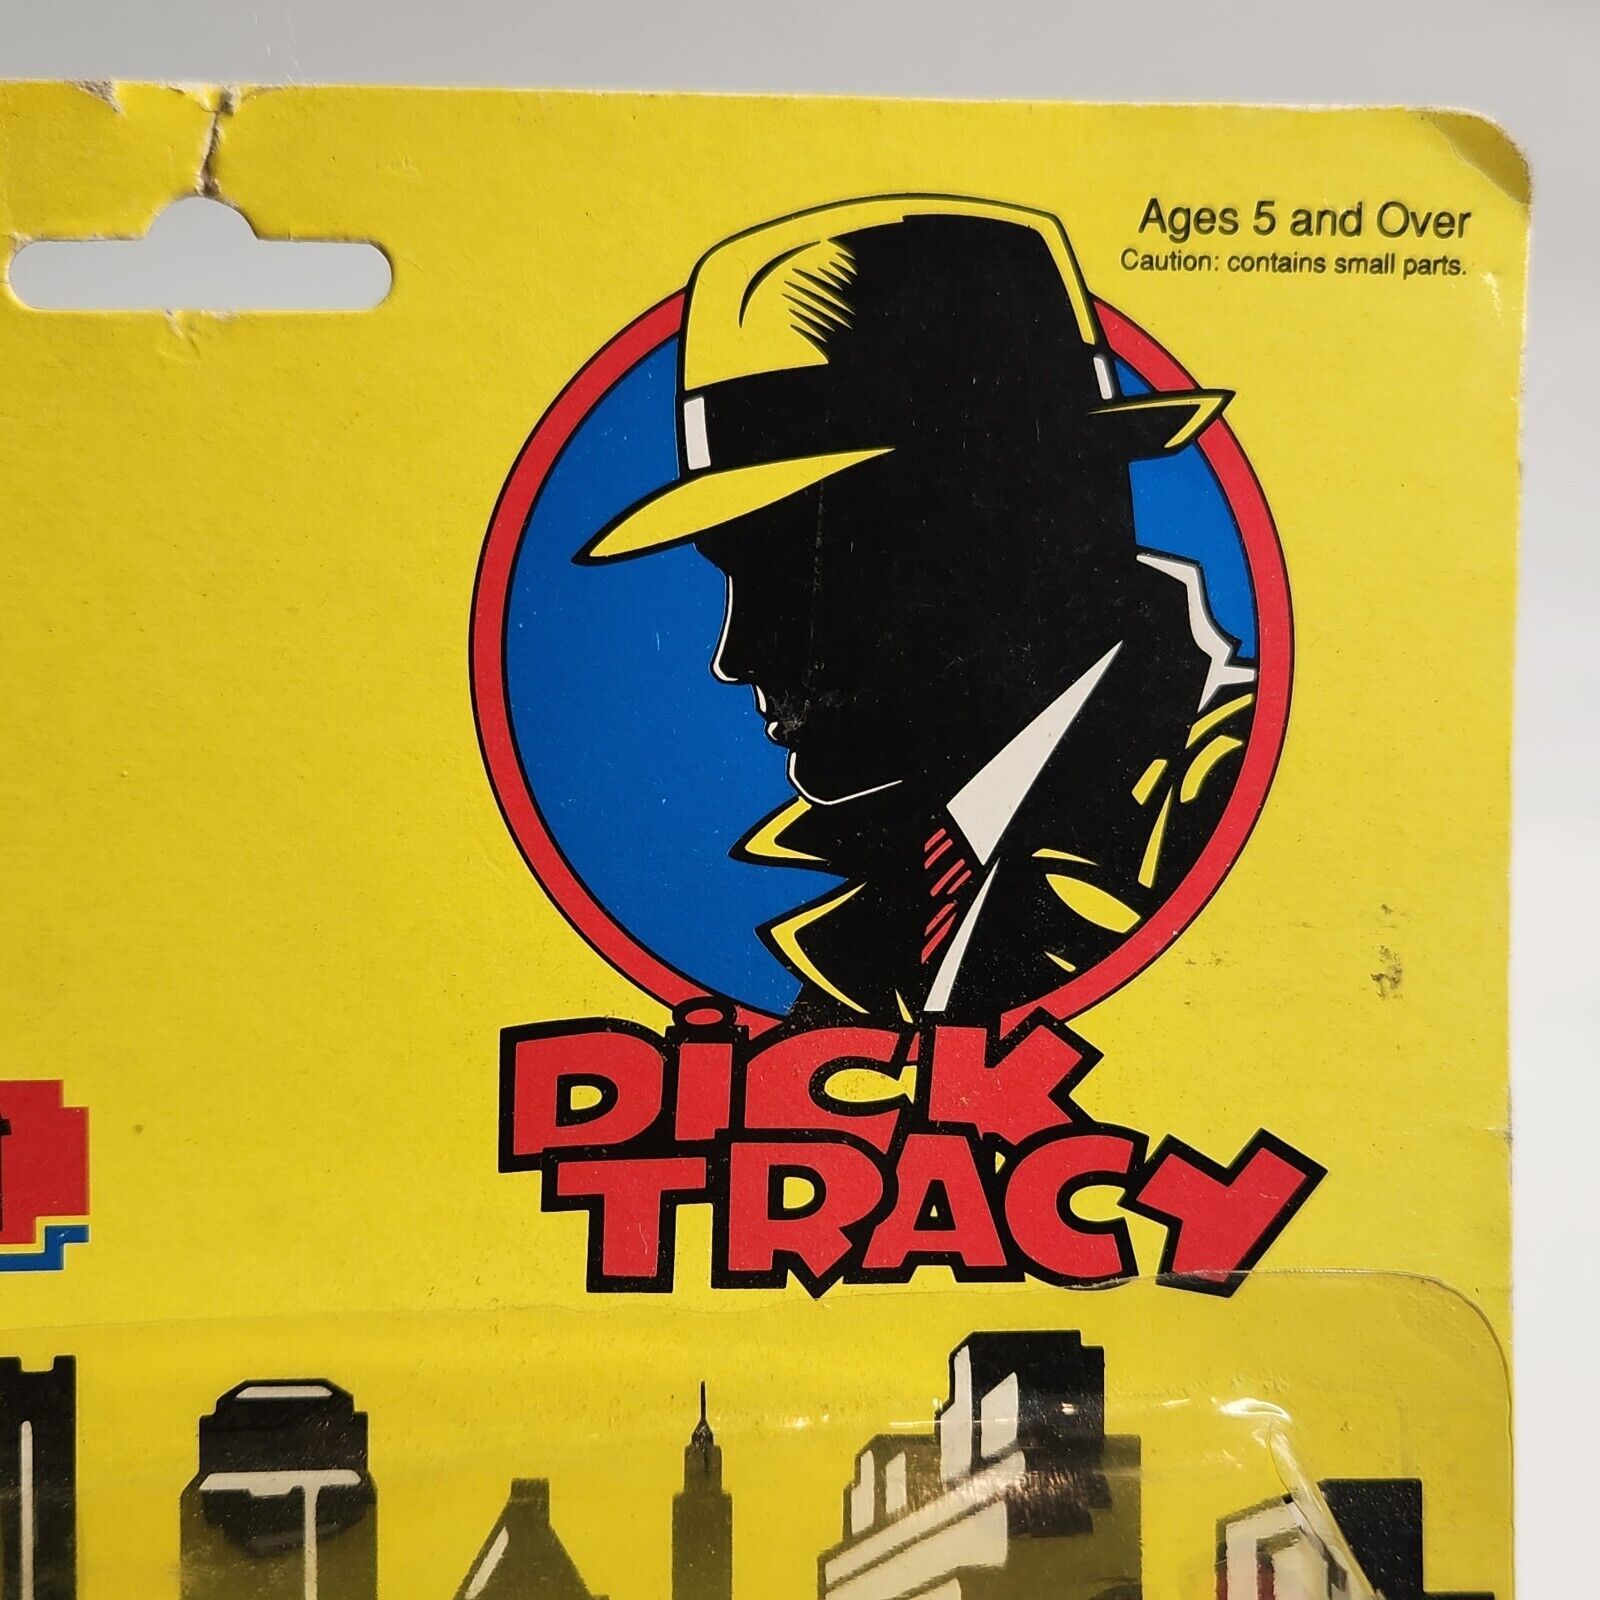 Ages 5 and Over
Caution: contains small parts.
DiCK
TRACY